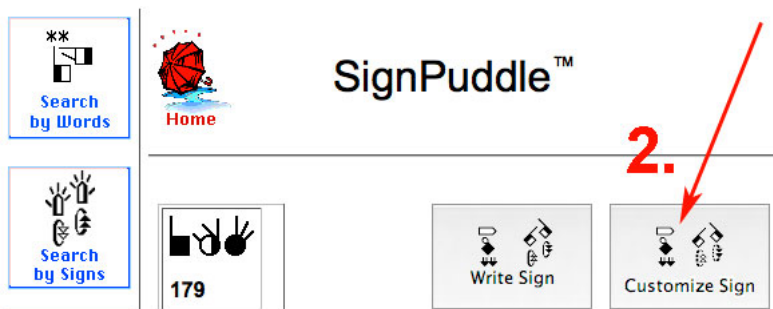 **
Search
by Words
Home
SignPuddle™
2.
Search
by Signs
179
Write Sign
Customize Sign